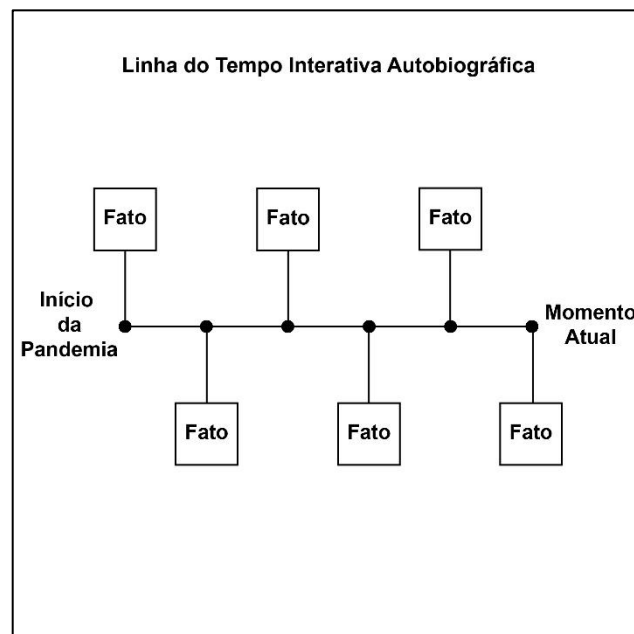 Linha do Tempo Interativa Autobiográfica
Fato
Fato
Fato
Início
da
Pandemia
Momento
Atual
Fato
Fato
Fato